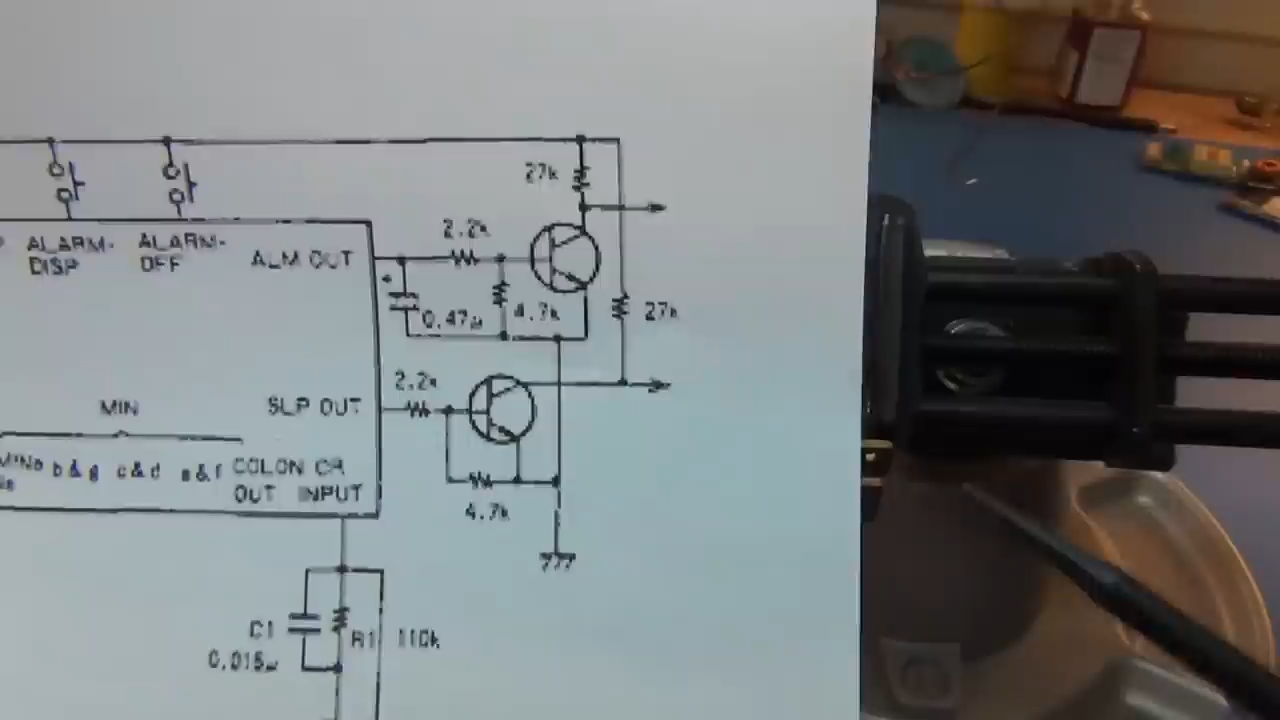 27k
2.2k
ALARM-
DISP
ALARM-
OFF
ALM OUT
0.47µ
4.7k
27k
2.2k
MIN
SLP OUT
b & g c & d e & f COLON CR
OUT INPUT
4.7k
C1
0.015µ
R1 110k